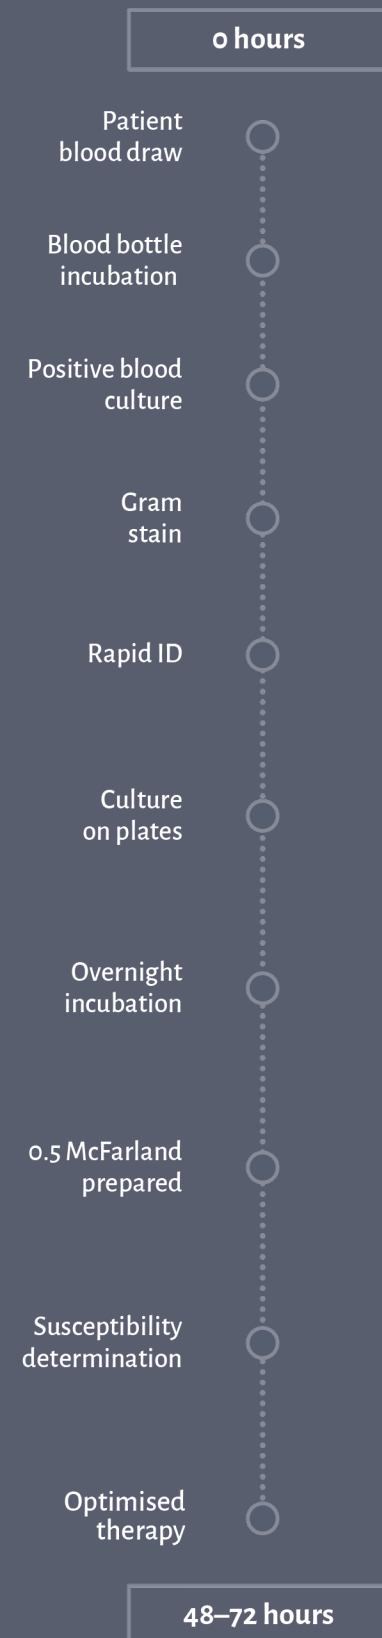 0 hours
Patient
blood draw
Blood bottle
incubation
Positive blood
culture
Gram
stain
Rapid ID
Culture
on plates
Overnight
incubation
0.5 McFarland
prepared
Susceptibility
determination
Optimised
therapy
48–72 hours